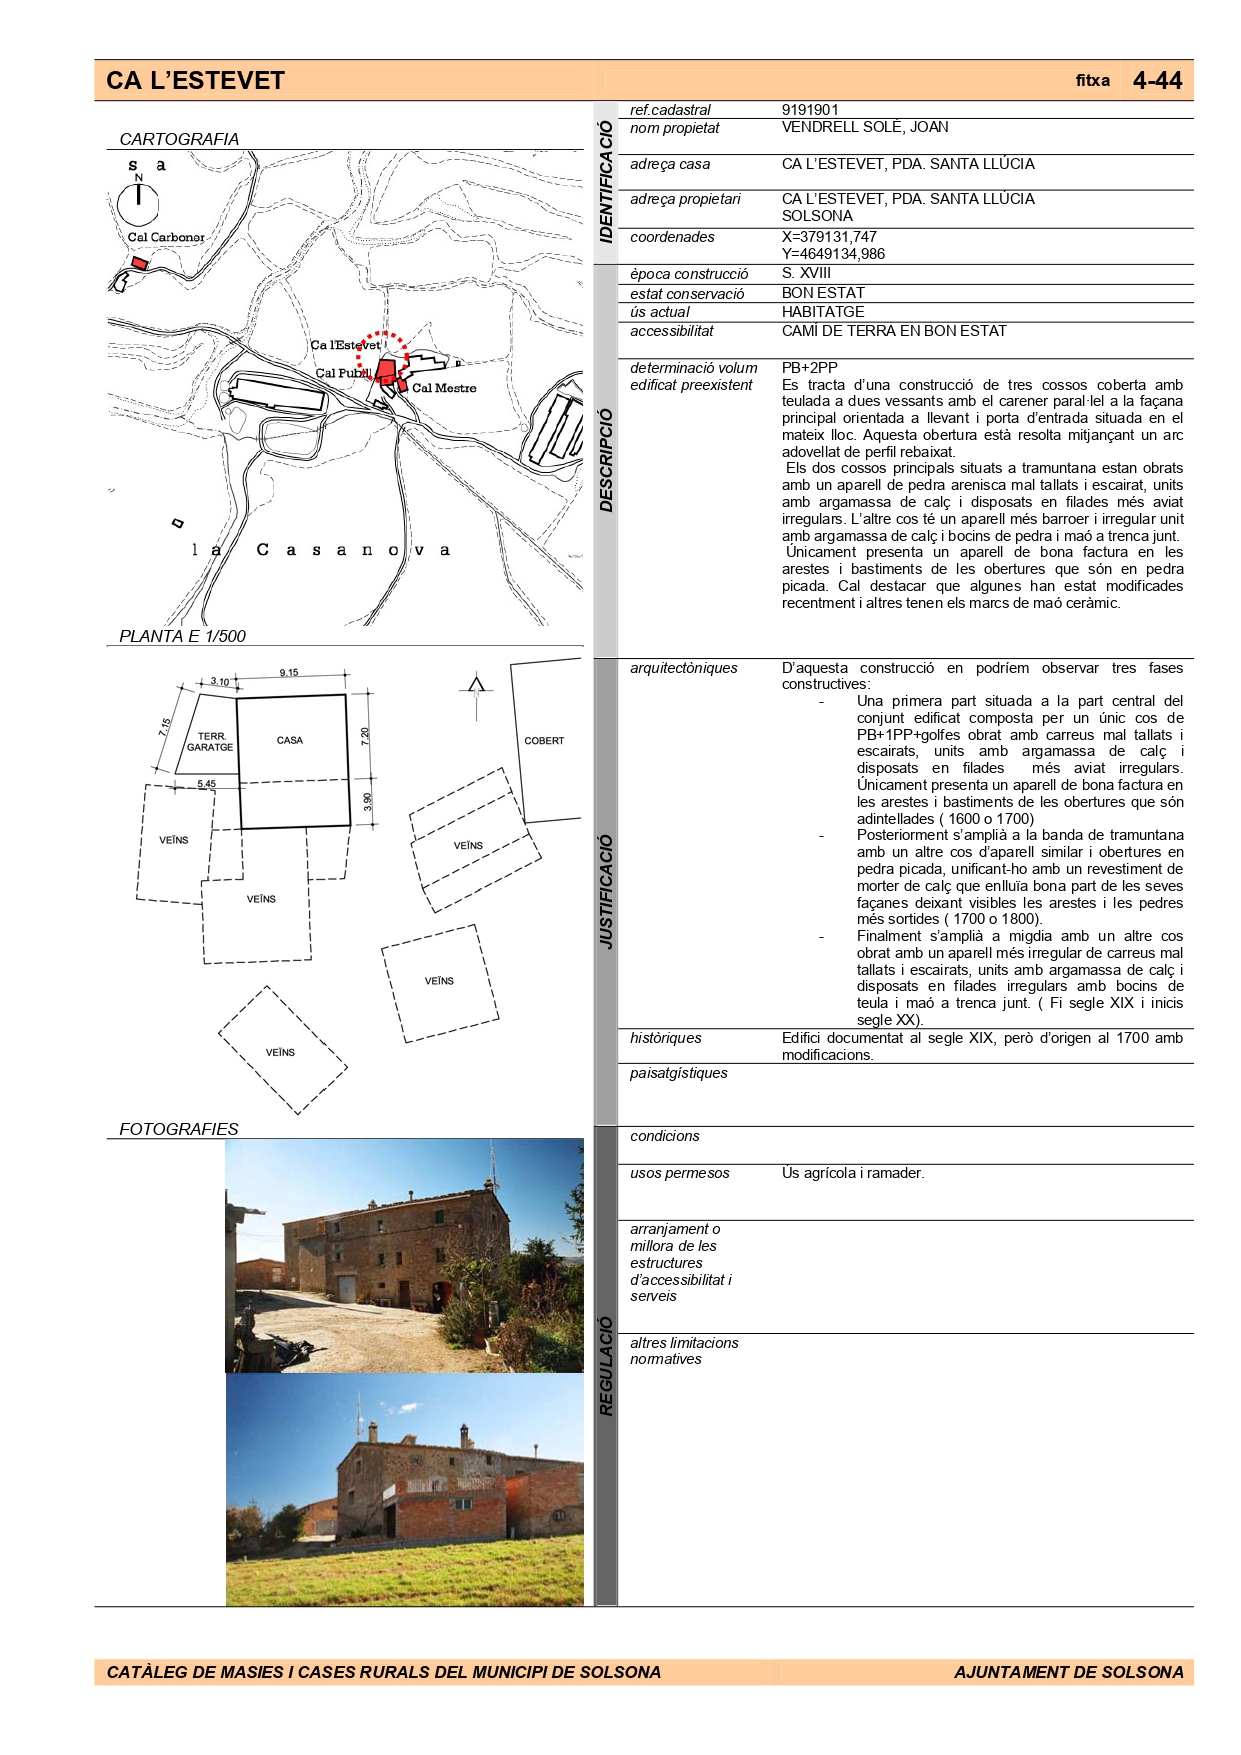 CA L’ESTEVET
fitxa 4-44
CARTOGRAFIA
s a
N
Cal Carboner
Ca l'Estevet
Cal Pubill
Cal Mestre
la Casanova
PLANTA E 1/500
9.15
3.10
7.15
TERR.
GARATGE
CASA
7.20
COBERT
5.45
3.90
VEÏNS
VEÏNS
VEÏNS
VEÏNS
VEÏNS
FOTOGRAFIES
IDENTIFICACIÓ
ref.cadastral 9191901
nom propietat VENDRELL SOLÉ, JOAN
adreça casa CA L’ESTEVET, PDA. SANTA LLÚCIA
adreça propietari CA L’ESTEVET, PDA. SANTA LLÚCIA
SOLSONA
coordenades X=379131,747
Y=4649134,986
DESCRIPCIÓ
època construcció S. XVIII
estat conservació BON ESTAT
ús actual HABITATGE
accessibilitat CAMÍ DE TERRA EN BON ESTAT
determinació volum PB+2PP
edificat preexistent Es tracta d’una construcció de tres cossos coberta amb
teulada a dues vessants amb el carener paral·lel a la façana
principal orientada a llevant i porta d’entrada situada en el
mateix lloc. Aquesta obertura està resolta mitjançant un arc
adovellat de perfil rebaixat.
Els dos cossos principals situats a tramuntana estan obrats
amb un aparell de pedra arenisca mal tallats i escairat, units
amb argamassa de calç i disposats en filades més aviat
irregulars. L’altre cos té un aparell més barroer i irregular unit
amb argamassa de calç i bocins de pedra i maó a trenca junt.
Únicament presenta un aparell de bona factura en les
arestes i bastiments de les obertures que són en pedra
picada. Cal destacar que algunes han estat modificades
recentment i altres tenen els marcs de maó ceràmic.
JUSTIFICACIÓ
arquitectòniques D’aquesta construcció en podríem observar tres fases
constructives:
- Una primera part situada a la part central del
conjunt edificat composta per un únic cos de
PB+1PP+golfes obrat amb carreus mal tallats i
escairats, units amb argamassa de calç i
disposats en filades més aviat irregulars.
Únicament presenta un aparell de bona factura en
les arestes i bastiments de les obertures que són
adintellades ( 1600 o 1700)
- Posteriorment s’amplià a la banda de tramuntana
amb un altre cos d’aparell similar i obertures en
pedra picada, unificant-ho amb un revestiment de
morter de calç que enlluïa bona part de les seves
façanes deixant visibles les arestes i les pedres
més sortides ( 1700 o 1800).
- Finalment s’amplià a migdia amb un altre cos
obrat amb un aparell més irregular de carreus mal
tallats i escairats, units amb argamassa de calç i
disposats en filades irregulars amb bocins de
teula i maó a trenca junt. ( Fi segle XIX i inicis
segle XX).
històriques Edifici documentat al segle XIX, però d’origen al 1700 amb
modificacions.
paisatgístiques
REGULACIÓ
condicions
usos permesos Ús agrícola i ramader.
arranjament o
millora de les
estructures
d’accessibilitat i
serveis
altres limitacions
normatives
CATÀLEG DE MASIES I CASES RURALS DEL MUNICIPI DE SOLSONA
AJUNTAMENT DE SOLSONA